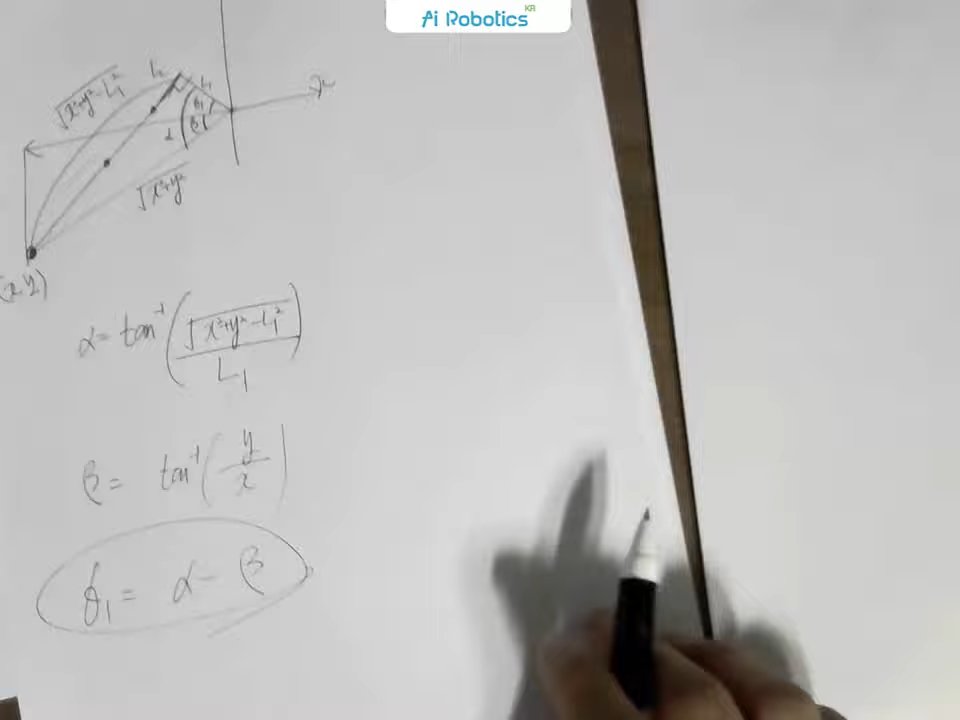 Ai Robotics KR
√x²+y²-L₁²
L₂
L₁
x
θ₁
β
α
√x²+y²
(x,y)
α= tan⁻¹(√x²+y²-L₁² / L₁)
β= tan⁻¹(y/x)
θ₁= α-β